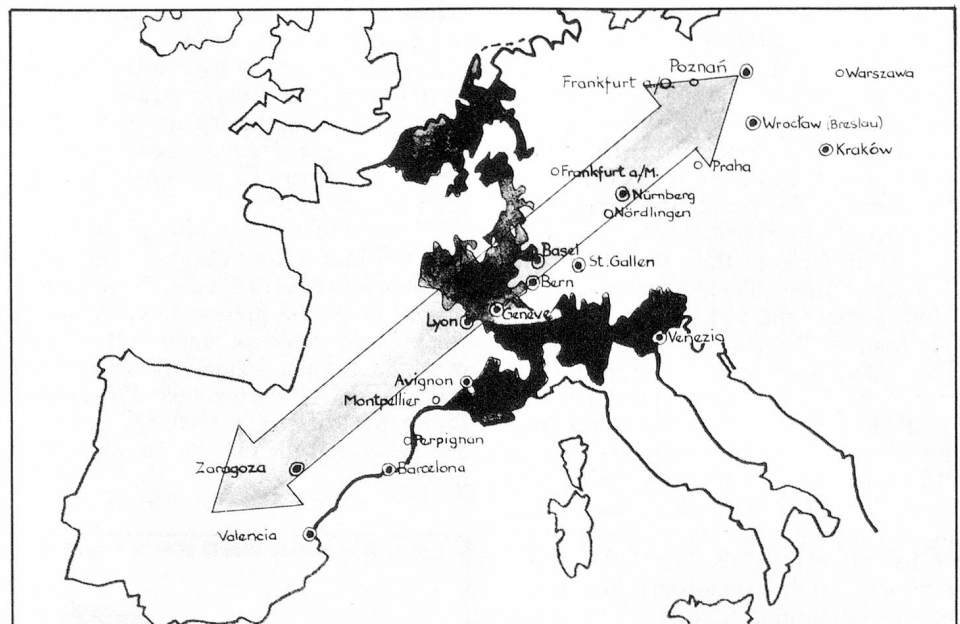 Poznań
Warszawa
Frankfurt a/O.
Wrocław (Breslau)
Kraków
Praha
Frankfurt a/M.
Nürnberg
Nördlingen
Basel
St. Gallen
Bern
Genève
Lyon
Venezia
Avignon
Montpellier
Perpignan
Zaragoza
Barcelona
Valencia